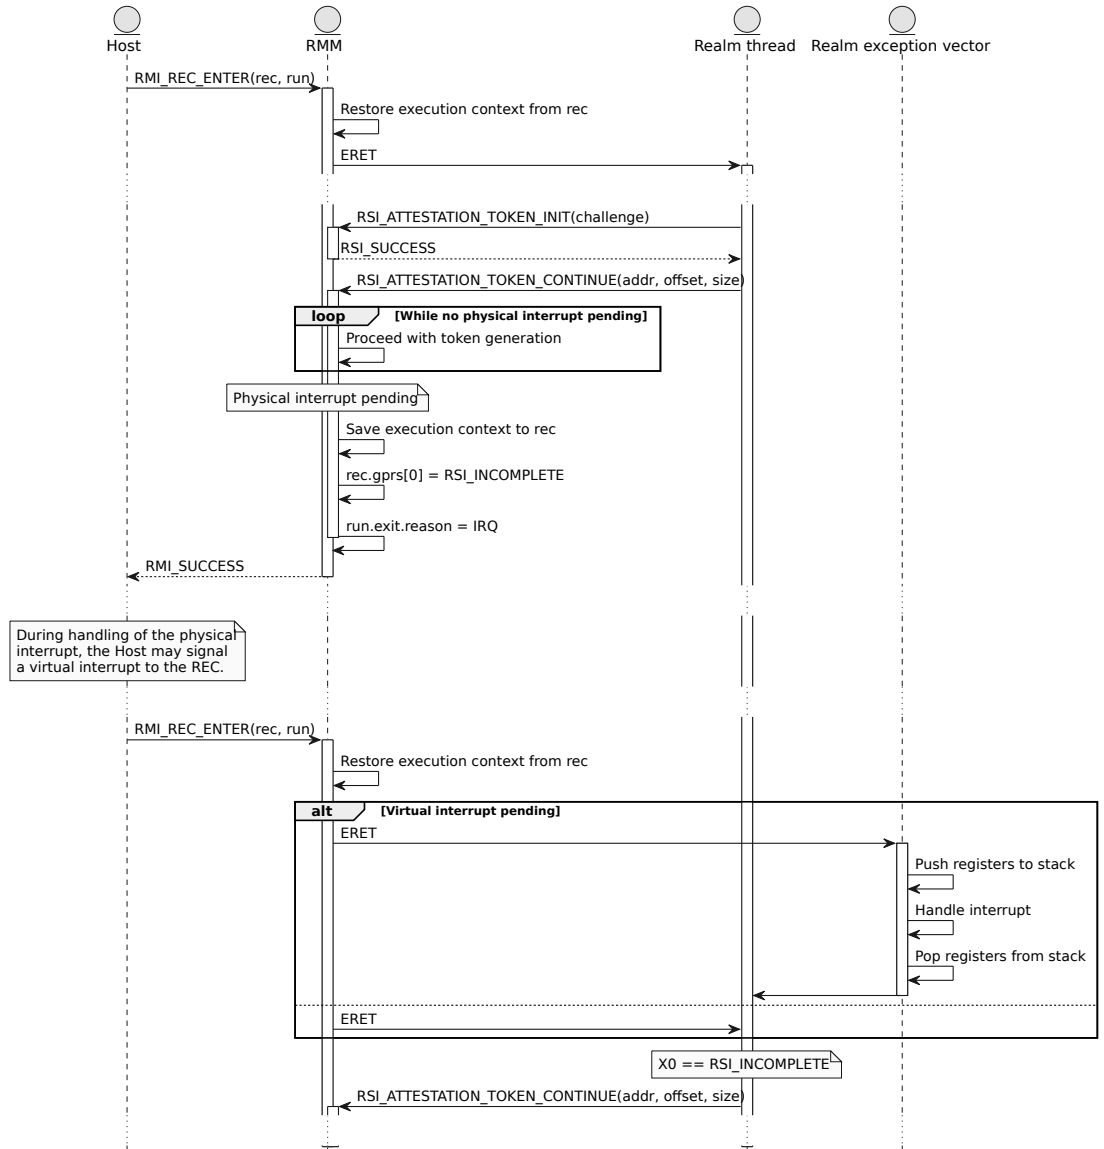 Host
RMM
Realm thread
Realm exception vector
RMI_REC_ENTER(rec, run)
Restore execution context from rec
ERET
RSI_ATTESTATION_TOKEN_INIT(challenge)
RSI_SUCCESS
RSI_ATTESTATION_TOKEN_CONTINUE(addr, offset, size)
loop
[While no physical interrupt pending]
Proceed with token generation
Physical interrupt pending
Save execution context to rec
rec.gprs[0] = RSI_INCOMPLETE
run.exit.reason = IRQ
RMI_SUCCESS
During handling of the physical
interrupt, the Host may signal
a virtual interrupt to the REC.
RMI_REC_ENTER(rec, run)
Restore execution context from rec
alt
[Virtual interrupt pending]
ERET
Push registers to stack
Handle interrupt
Pop registers from stack
ERET
X0 == RSI_INCOMPLETE
RSI_ATTESTATION_TOKEN_CONTINUE(addr, offset, size)